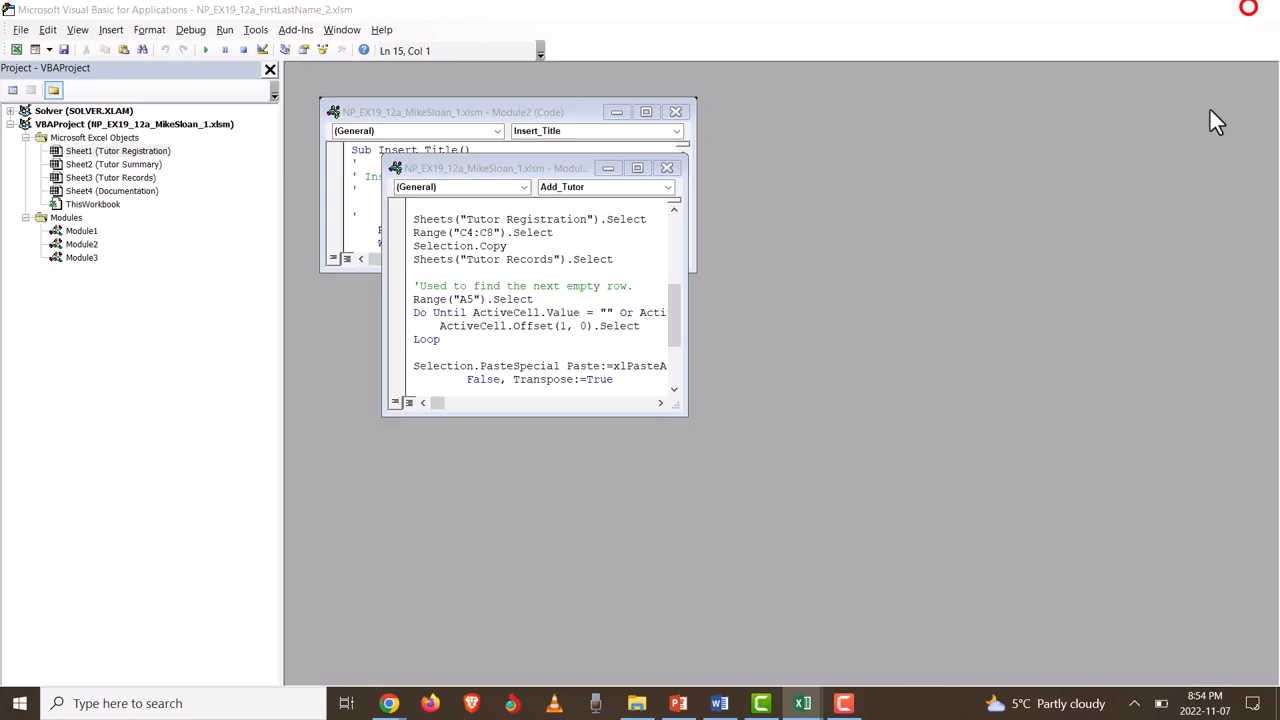 Microsoft Visual Basic for Applications - NP_EX19_12a_FirstLastName_2.xlsm
File Edit View Insert Format Debug Run Tools Add-Ins Window Help
Ln 15, Col 1
Project - VBAProject
Solver (SOLVER.XLAM)
VBAProject (NP_EX19_12a_MikeSloan_1.xlsm)
Microsoft Excel Objects
Sheet1 (Tutor Registration)
Sheet2 (Tutor Summary)
Sheet3 (Tutor Records)
Sheet4 (Documentation)
ThisWorkbook
Modules
Module1
Module2
Module3
NP_EX19_12a_MikeSloan_1.xlsm - Module2 (Code)
(General) Insert_Title
Sub Insert_Title()
'
' In
'
'
NP_EX19_12a_MikeSloan_1.xlsm - Modul...
(General) Add_Tutor
Sheets("Tutor Registration").Select
Range("C4:C8").Select
Selection.Copy
Sheets("Tutor Records").Select
'Used to find the next empty row.
Range("A5").Select
Do Until ActiveCell.Value = "" Or Acti
ActiveCell.Offset(1, 0).Select
Loop
Selection.PasteSpecial Paste:=xlPasteA
False, Transpose:=True
Type here to search
5°C Partly cloudy
8:54 PM
2022-11-07